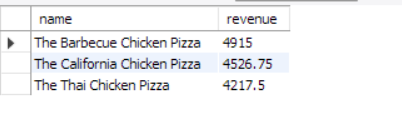 name revenue
The Barbecue Chicken Pizza 4915
The California Chicken Pizza 4526.75
The Thai Chicken Pizza 4217.5